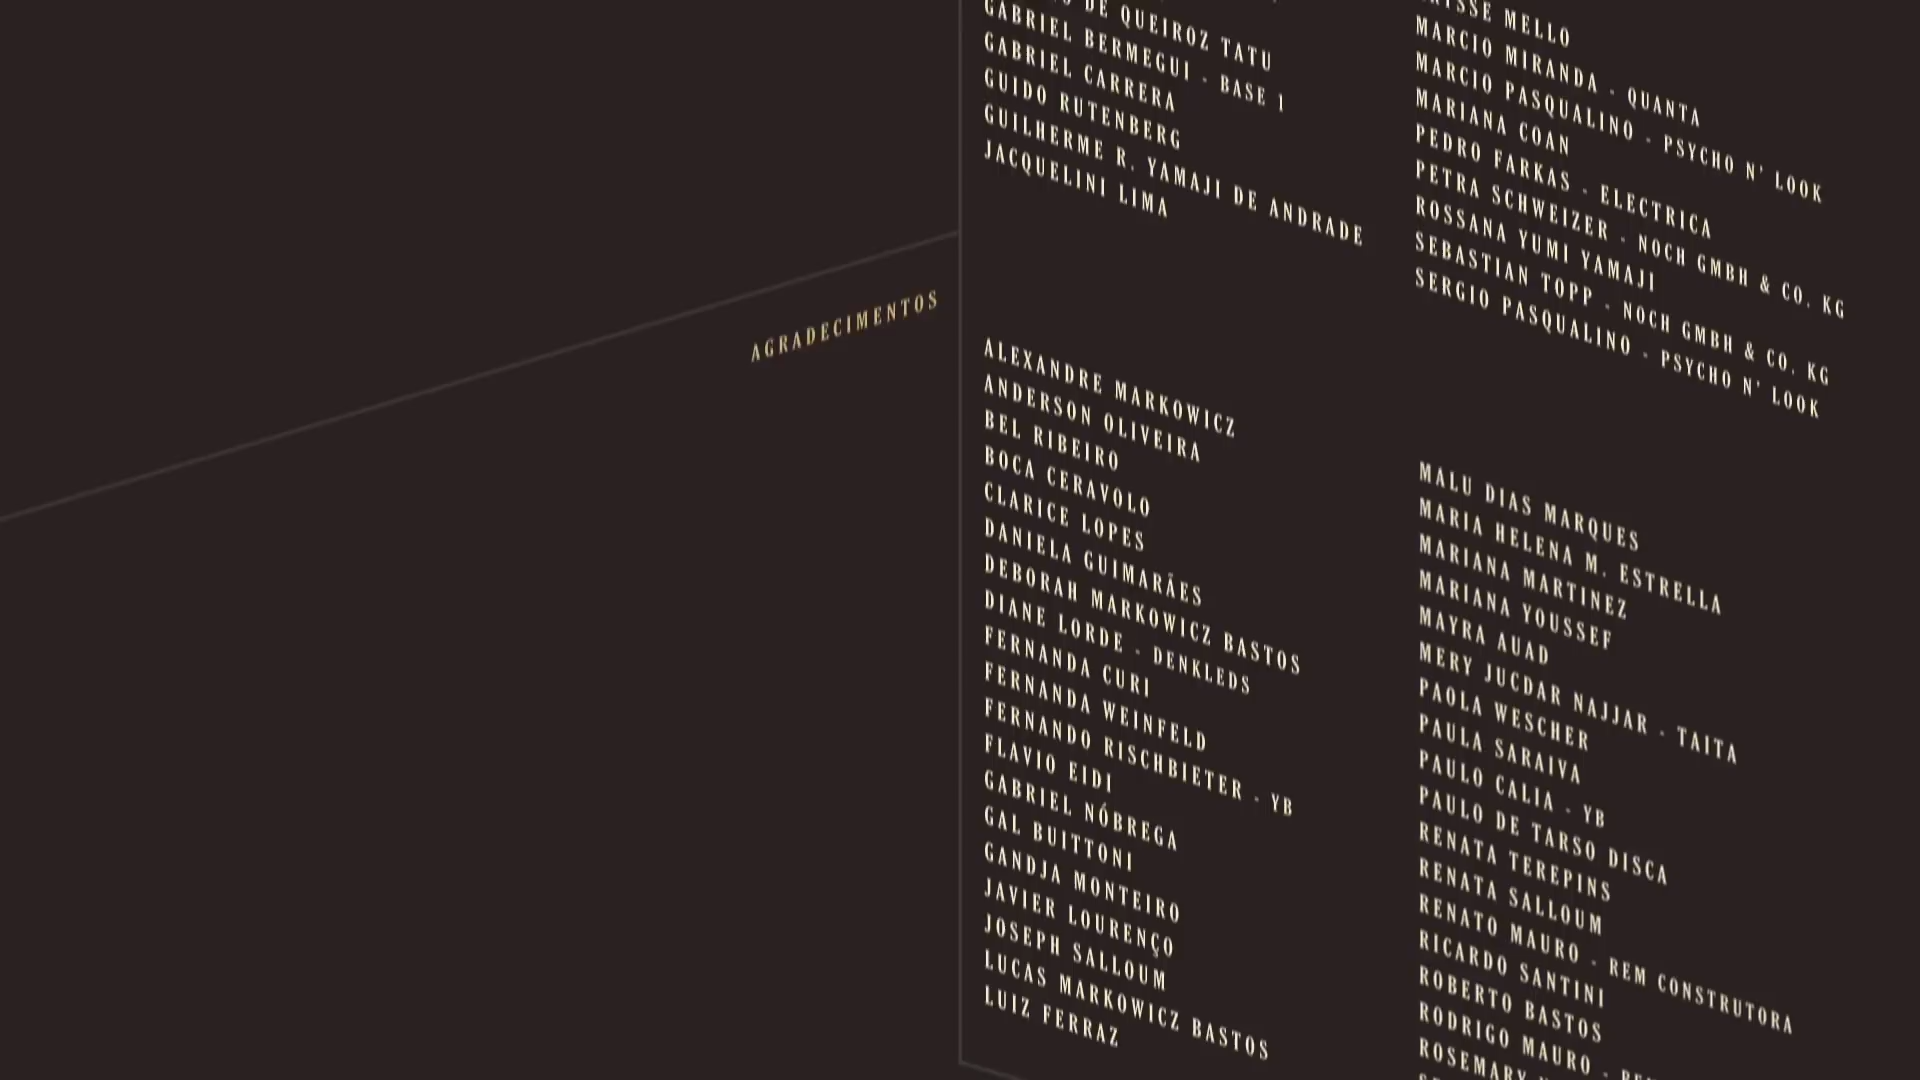 DE QUEIROZ TATU
GABRIEL BERMEGUI - BASE 1
GABRIEL CARRERA
GUIDO RUTENBERG
GUILHERME R. YAMAJI DE ANDRADE
JACQUELINI LIMA
MELLO
MARCIO MIRANDA - QUANTA
MARCIO PASQUALINO - PSYCHO N' LOOK
MARIANA COAN
PEDRO FARKAS - ELECTRICA
PETRA SCHWEIZER - NOCH GMBH & CO. KG
ROSSANA YUMI YAMAJI
SEBASTIAN TOPP - NOCH GMBH & CO. KG
SERGIO PASQUALINO - PSYCHO N' LOOK
AGRADECIMENTOS
ALEXANDRE MARKOWICZ
ANDERSON OLIVEIRA
BEL RIBEIRO
BOCA CERAVOLO
CLARICE LOPES
DANIELA GUIMARÃES
DEBORAH MARKOWICZ BASTOS
DIANE LORDE - DENKLEDS
FERNANDA CURI
FERNANDA WEINFELD
FERNANDO RISCHBIETER - YB
FLAVIO EIDI
GABRIEL NÓBREGA
GAL BUITTONI
GANDJA MONTEIRO
JAVIER LOURENÇO
JOSEPH SALLOUM
LUCAS MARKOWICZ BASTOS
LUIZ FERRAZ
MALU DIAS MARQUES
MARIA HELENA M. ESTRELLA
MARIANA MARTINEZ
MARIANA YOUSSEF
MAYRA AUAD
MERY JUCDAR NAJJAR - TAITA
PAOLA WESCHER
PAULA SARAIVA
PAULO CALIA - YB
PAULO DE TARSO DISCA
RENATA TEREPINS
RENATA SALLOUM
RENATO MAURO - REM CONSTRUTORA
RICARDO SANTINI
ROBERTO BASTOS
RODRIGO MAURO -
ROSEMARY